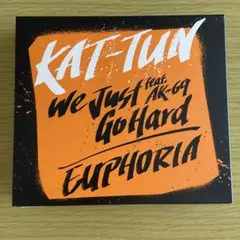 KAT-TUN
We Just
feat.
AK-69
Go Hard
EUPHORIA